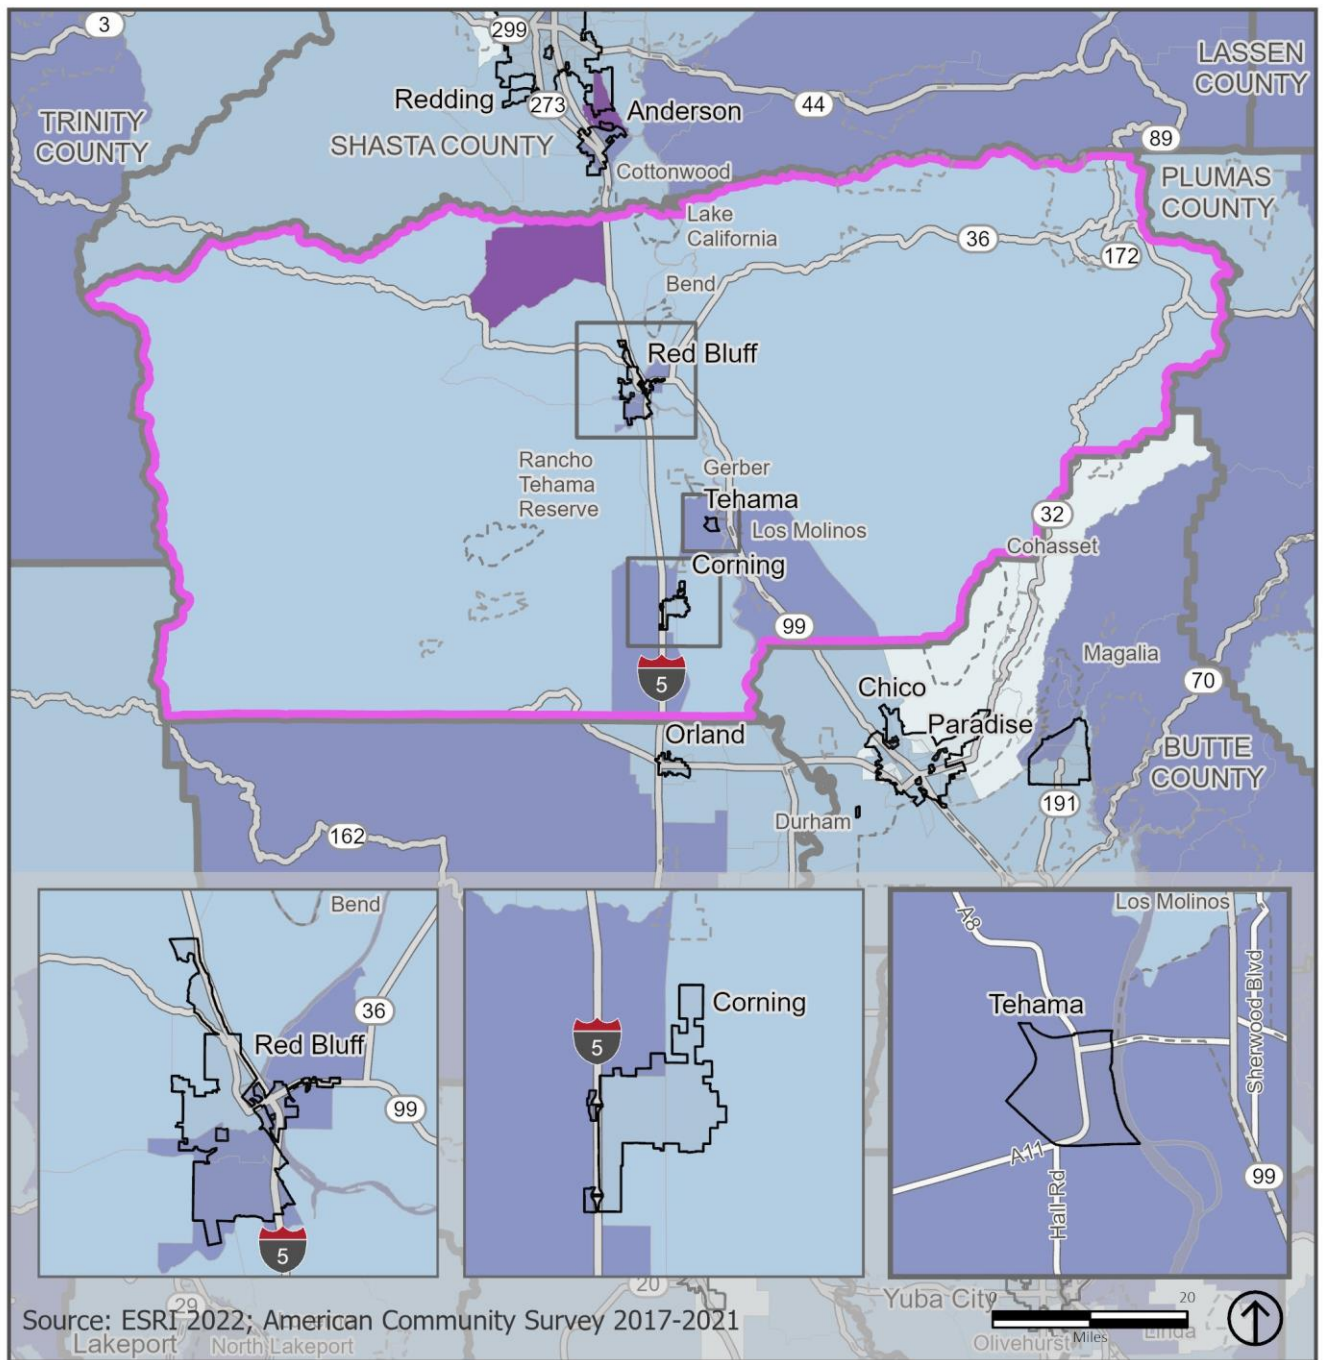 3
299
LASSEN
COUNTY
Redding
273
Anderson
44
TRINITY
COUNTY
SHASTA COUNTY
89
Cottonwood
PLUMAS
COUNTY
Lake
California
36
172
Bend
Red Bluff
Rancho
Tehama
Reserve
Gerber
Tehama
32
Los Molinos
Cohasset
Corning
99
Magalia
5
70
Chico
Paradise
Orland
BUTTE
COUNTY
191
Durham
162
Bend
36
Red Bluff
99
5
Corning
5
Los Molinos
A8
Tehama
Sherwood Blvd
A11
Hall Rd
99
20
29
Yuba City
0
20
Miles
Source: ESRI 2022; American Community Survey 2017-2021
Lakeport
North Lakeport
Olivehurst
Linda